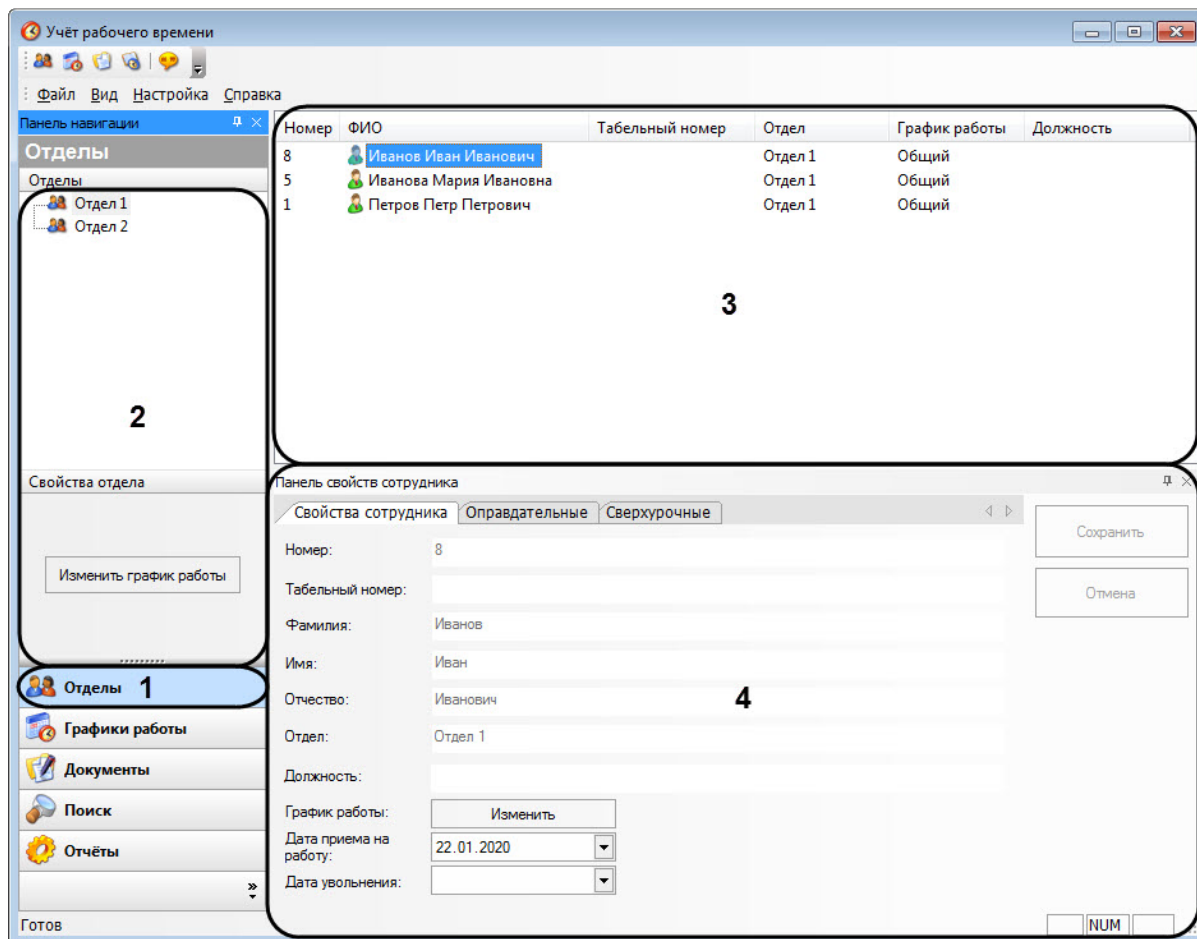 Учёт рабочего времени
Файл Вид Настройка Справка
Панель навигации
Отделы
Отделы
Отдел 1
Отдел 2
2
Свойства отдела
Изменить график работы
Отделы 1
Графики работы
Документы
Поиск
Отчёты
Номер ФИО Табельный номер Отдел График работы Должность
8 Иванов Иван Иванович Отдел 1 Общий
5 Иванова Мария Ивановна Отдел 1 Общий
1 Петров Петр Петрович Отдел 1 Общий
3
Панель свойств сотрудника
Свойства сотрудника Оправдательные Сверхурочные
Номер: 8
Табельный номер:
Фамилия: Иванов
Имя: Иван
Отчество: Иванович
Отдел: Отдел 1
Должность:
График работы: Изменить
Дата приема на
работу: 22.01.2020
Дата увольнения:
4
Сохранить
Отмена
Готов
NUM